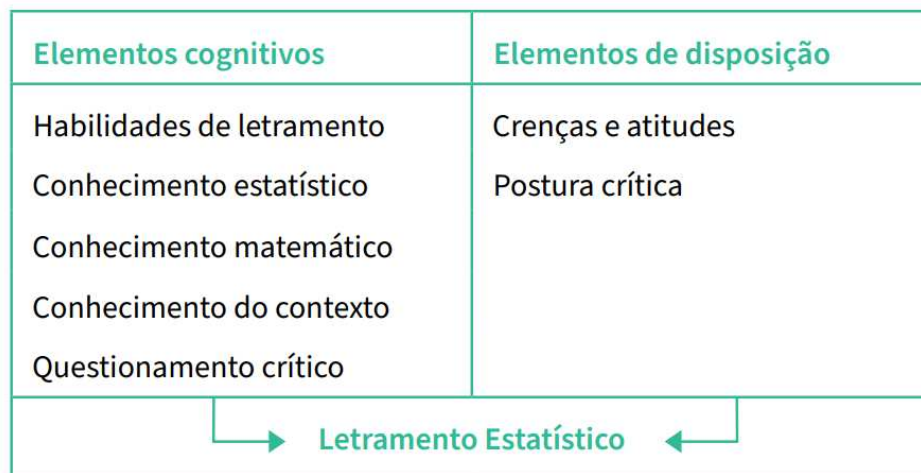 Elementos cognitivos
Elementos de disposição
Habilidades de letramento
Crenças e atitudes
Conhecimento estatístico
Postura crítica
Conhecimento matemático
Conhecimento do contexto
Questionamento crítico
Letramento Estatístico